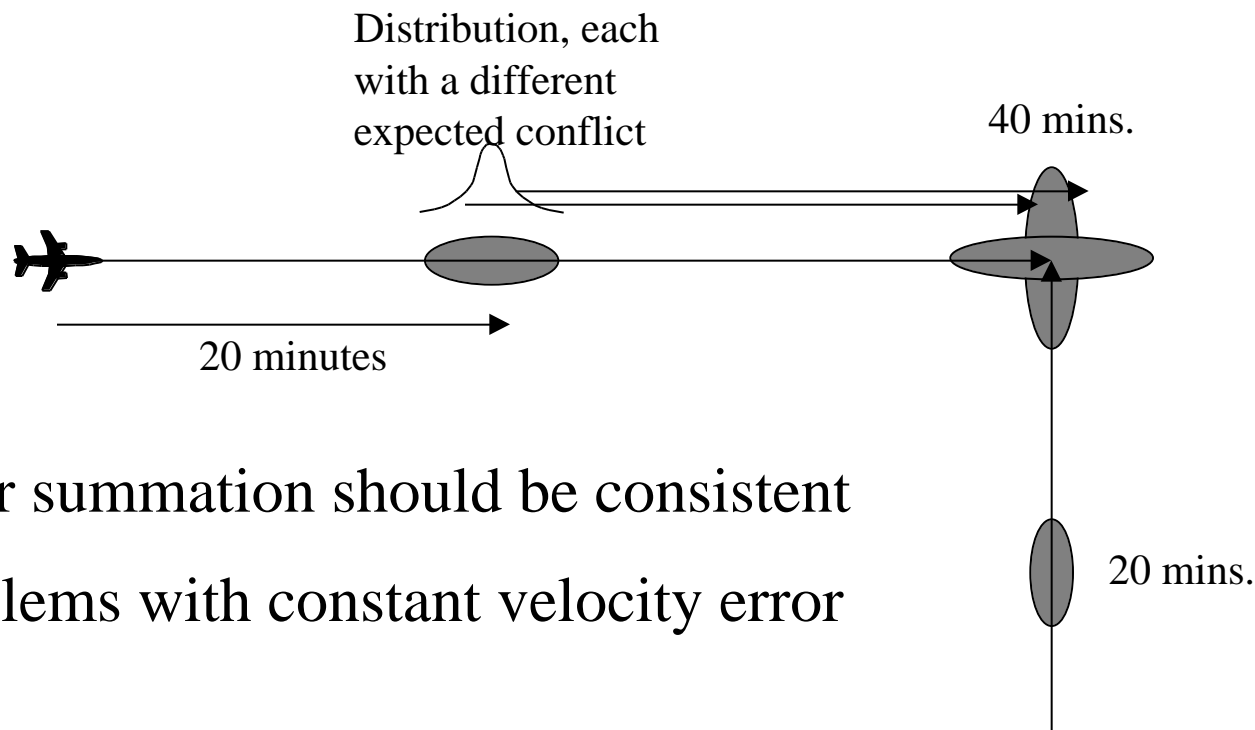 Distribution, each
with a different
expected conflict
40 mins.
20 minutes
summation should be consistent
with constant velocity error
20 mins.